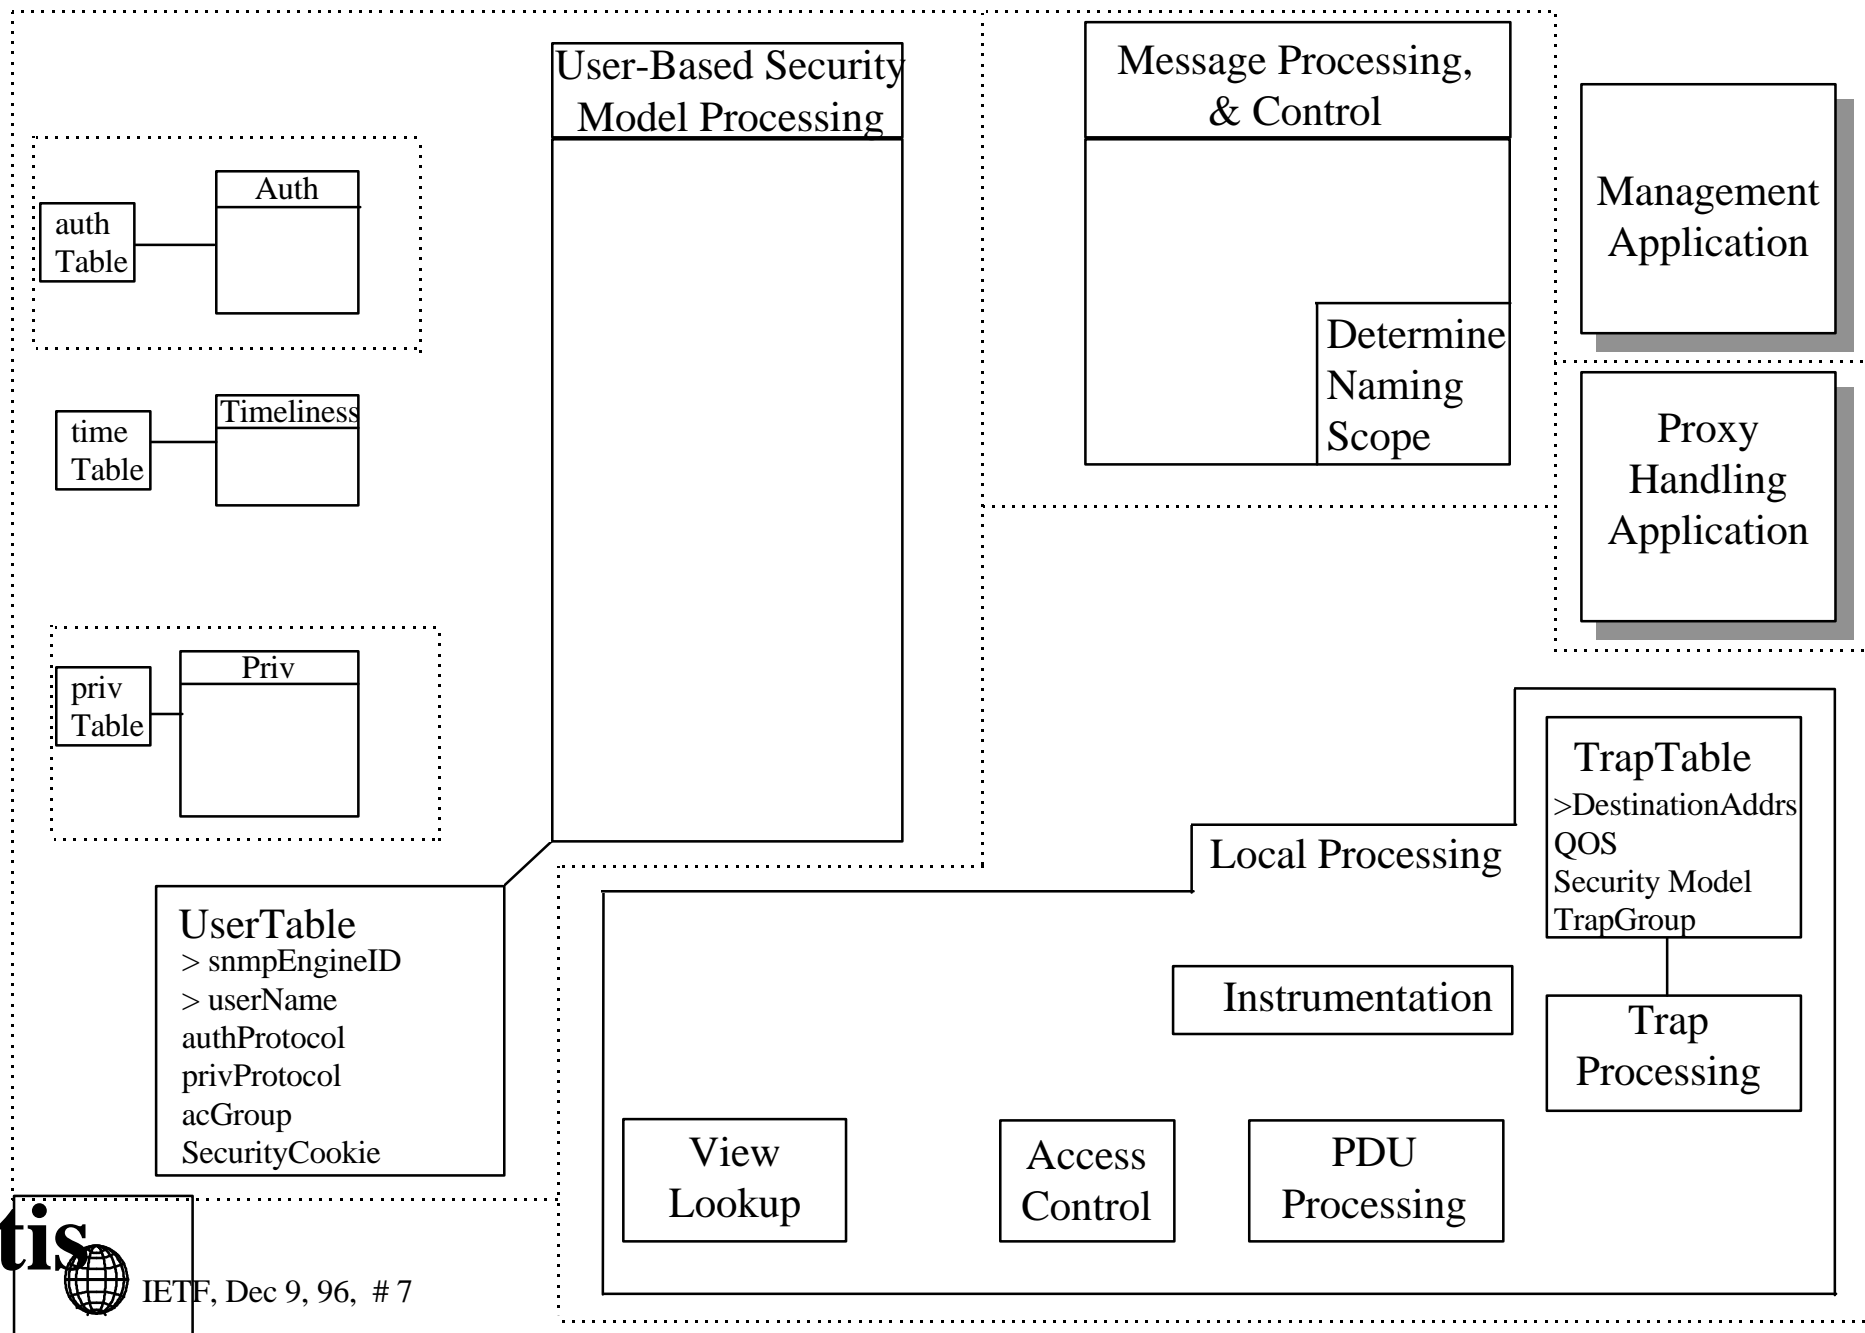 User-Based Security
Model Processing
Message Processing,
& Control
Management
Application
Auth
auth
Table
Determine
Naming
Scope
Timeliness
time
Table
Proxy
Handling
Application
Priv
priv
Table
TrapTable
>DestinationAddrs
QOS
Security Model
TrapGroup
Local Processing
UserTable
> snmpEngineID
> userName
authProtocol
privProtocol
acGroup
SecurityCookie
Instrumentation
Trap
Processing
View
Lookup
Access
Control
PDU
Processing
tis
IETF, Dec 9, 96, # 7